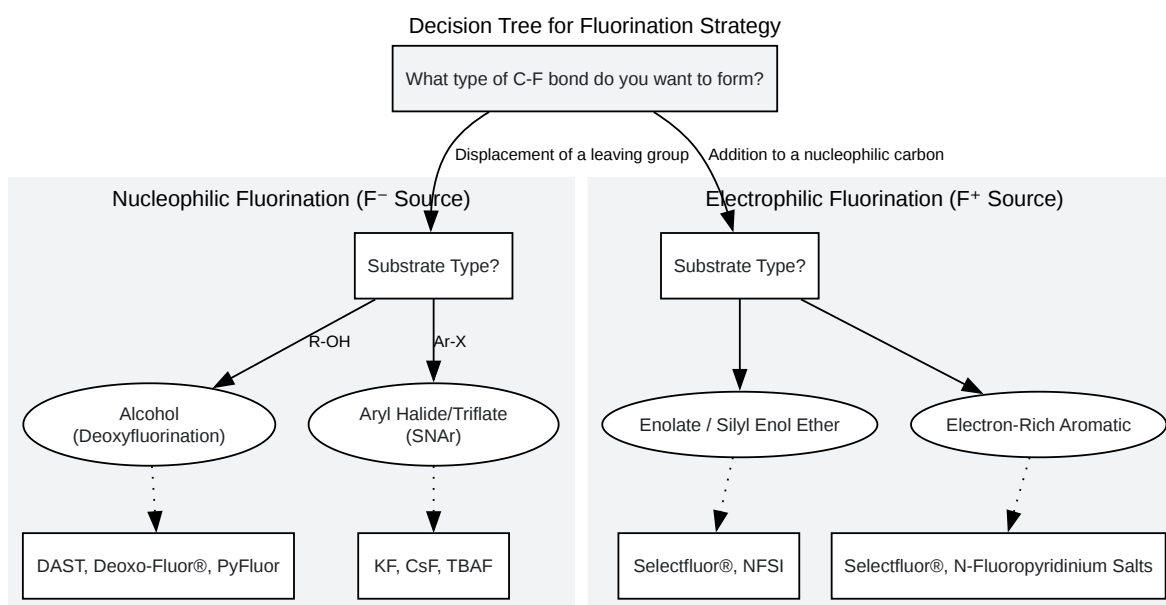 Decision Tree for Fluorination Strategy
What type of C-F bond do you want to form?
Displacement of a leaving group
Addition to a nucleophilic carbon
Nucleophilic Fluorination (F⁻ Source)
Electrophilic Fluorination (F⁺ Source)
Substrate Type?
Substrate Type?
R-OH
Ar-X
Alcohol
(Deoxyfluorination)
Aryl Halide/Triflate
(SNAr)
Enolate / Silyl Enol Ether
Electron-Rich Aromatic
DAST, Deoxo-Fluor®, PyFluor
KF, CsF, TBAF
Selectfluor®, NFSI
Selectfluor®, N-Fluoropyridinium Salts